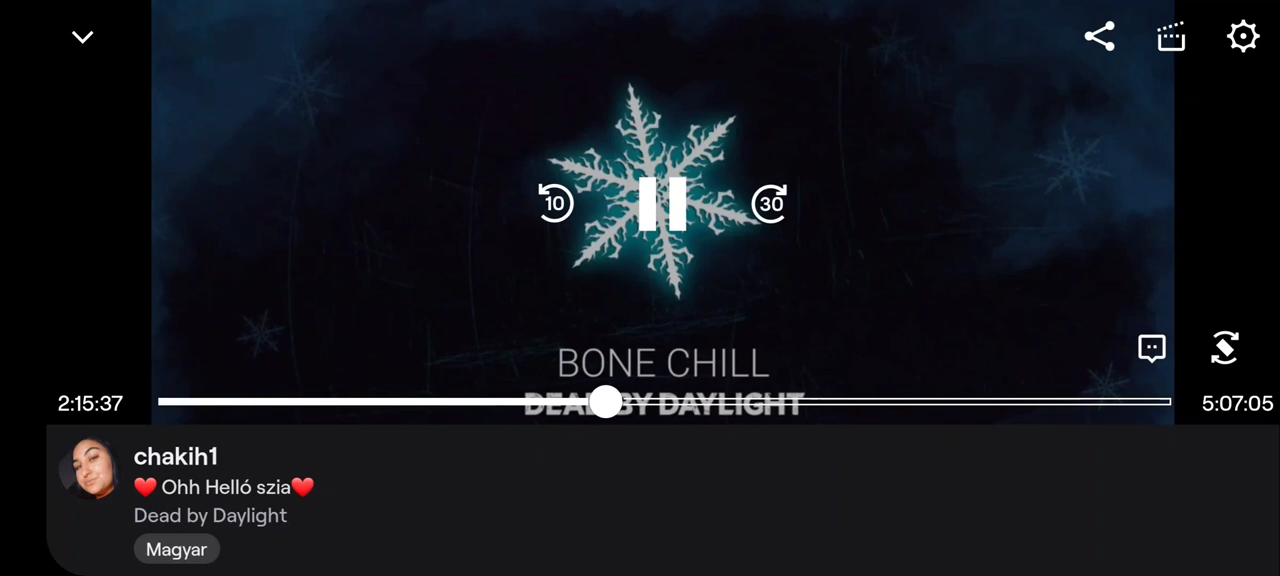 10
30
BONE CHILL
DEAD BY DAYLIGHT
2:15:37
5:07:05
chakih1
❤️ Ohh Helló szia❤️
Dead by Daylight
Magyar